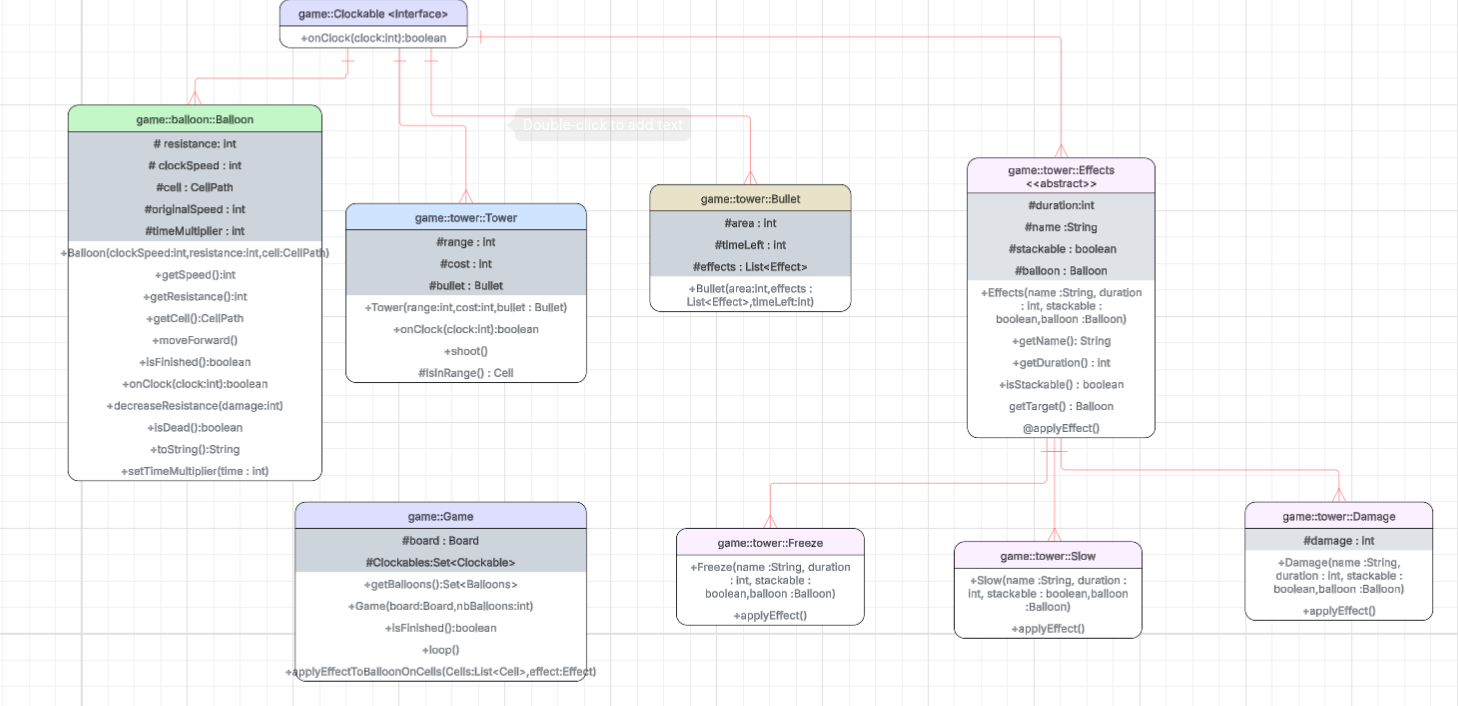 game::Clockable <Interface>
+onClock(clock:int):boolean
game::balloon::Balloon
# resistance: int
# clockSpeed : int
#cell : CellPath
#originalSpeed : int
#timeMultiplier : int
+Balloon(clockSpeed:int,resistance:int,cell:CellPath)
+getSpeed():int
+getResistance():int
+getCell():CellPath
+moveForward()
+isFinished():boolean
+onClock(clock:int):boolean
+decreaseResistance(damage:int)
+isDead():boolean
+toString():String
+setTimeMultiplier(time : int)
Double-click to add text
game::tower::Tower
#range : int
#cost : int
#bullet : Bullet
+Tower(range:int,cost:int,bullet : Bullet)
+onClock(clock:int):boolean
+shoot()
#IsInRange() : Cell
game::tower::Bullet
#area : int
#timeLeft : int
#effects : List<Effect>
+Bullet(area:int,effects :
List<Effect>,timeLeft:int)
game::tower::Effects
<<abstract>>
#duration:int
#name :String
#stackable : boolean
#balloon : Balloon
+Effects(name :String, duration
: int, stackable :
boolean,balloon :Balloon)
+getName(): String
+getDuration() : int
+isStackable() : boolean
getTarget() : Balloon
@applyEffect()
game::Game
#board : Board
#Clockables:Set<Clockable>
+getBalloons():Set<Balloons>
+Game(board:Board,nbBalloons:int)
+isFinished():boolean
+loop()
+applyEffectToBalloonOnCells(Cells:List<Cell>,effect:Effect)
game::tower::Freeze
+Freeze(name :String, duration
: int, stackable :
boolean,balloon :Balloon)
+applyEffect()
game::tower::Slow
+Slow(name :String, duration :
int, stackable : boolean,balloon
:Balloon)
+applyEffect()
game::tower::Damage
#damage : int
+Damage(name :String,
duration : int, stackable :
boolean,balloon :Balloon)
+applyEffect()